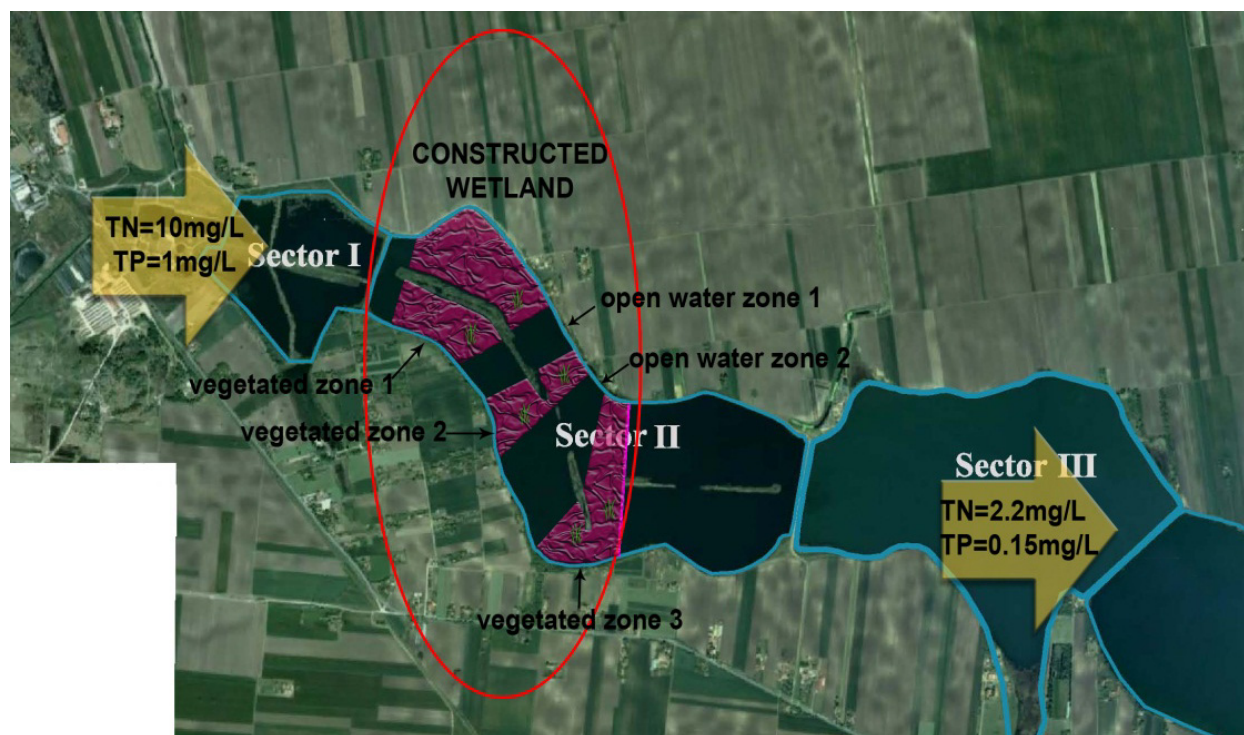 CONSTRUCTED
WETLAND
TN=10mg/L
TP=1mg/L
Sector I
open water zone 1
open water zone 2
vegetated zone 1
vegetated zone 2
Sector II
Sector III
TN=2.2mg/L
TP=0.15mg/L
vegetated zone 3